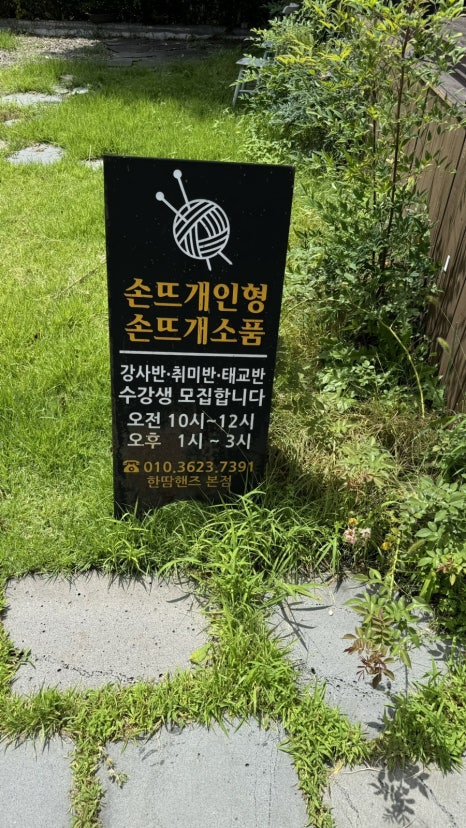 손뜨개인형
손뜨개소품
강사반·취미반·태교반
수강생 모집합니다
오전 10시~12시
오후 1시 ~ 3시
☎ 010.3623.7391
한땀핸즈 본점